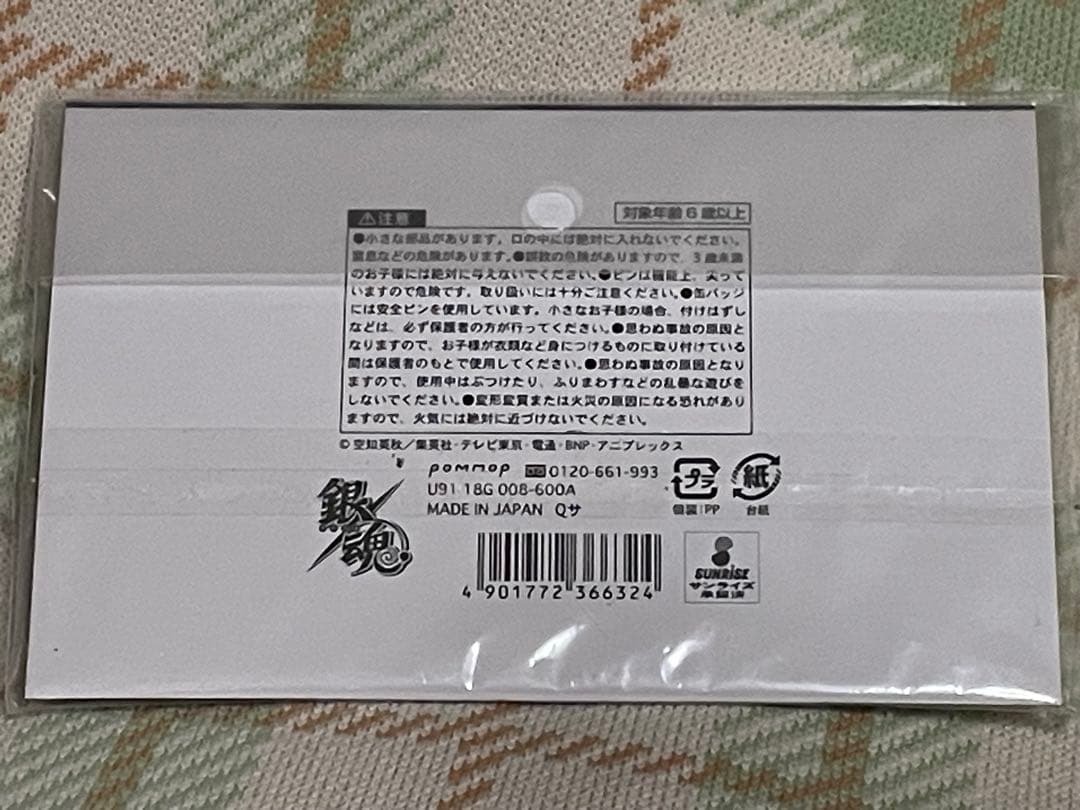 ⚠注意
対象年齢6歳以上
●小さな部品があります。口の中には絶対に入れないでください。
窒息などの危険があります。●誤飲の危険がありますので、3歳未満
のお子様には絶対に与えないでください。●ピンは機能上、尖って
いますので危険です。取り扱いには十分ご注意ください。●缶バッジ
には安全ピンを使用しています。小さなお子様の場合、付けはずし
などは、必ず保護者の方が行ってください。●思わぬ事故の原因と
なりますので、お子様が衣類など身につけるものに取り付けている
間は保護者のもとで使用してください。●思わぬ事故の原因となり
ますので、使用中はぶつけたり、ふりまわすなどの乱暴な遊びを
しないでください。●変形変質または火災の原因になる恐れがあり
ますので、火気には絶対に近づけないでください。
©空知英秋／集英社・テレビ東京・電通・BNP・アニプレックス
銀魂
POMMOP 0120-661-993
U91 18G 008-600A
MADE IN JAPAN Qサ
プラ
個装:PP
紙
台紙
4 901772 366324
SUNRISE
サンライズ
承認済